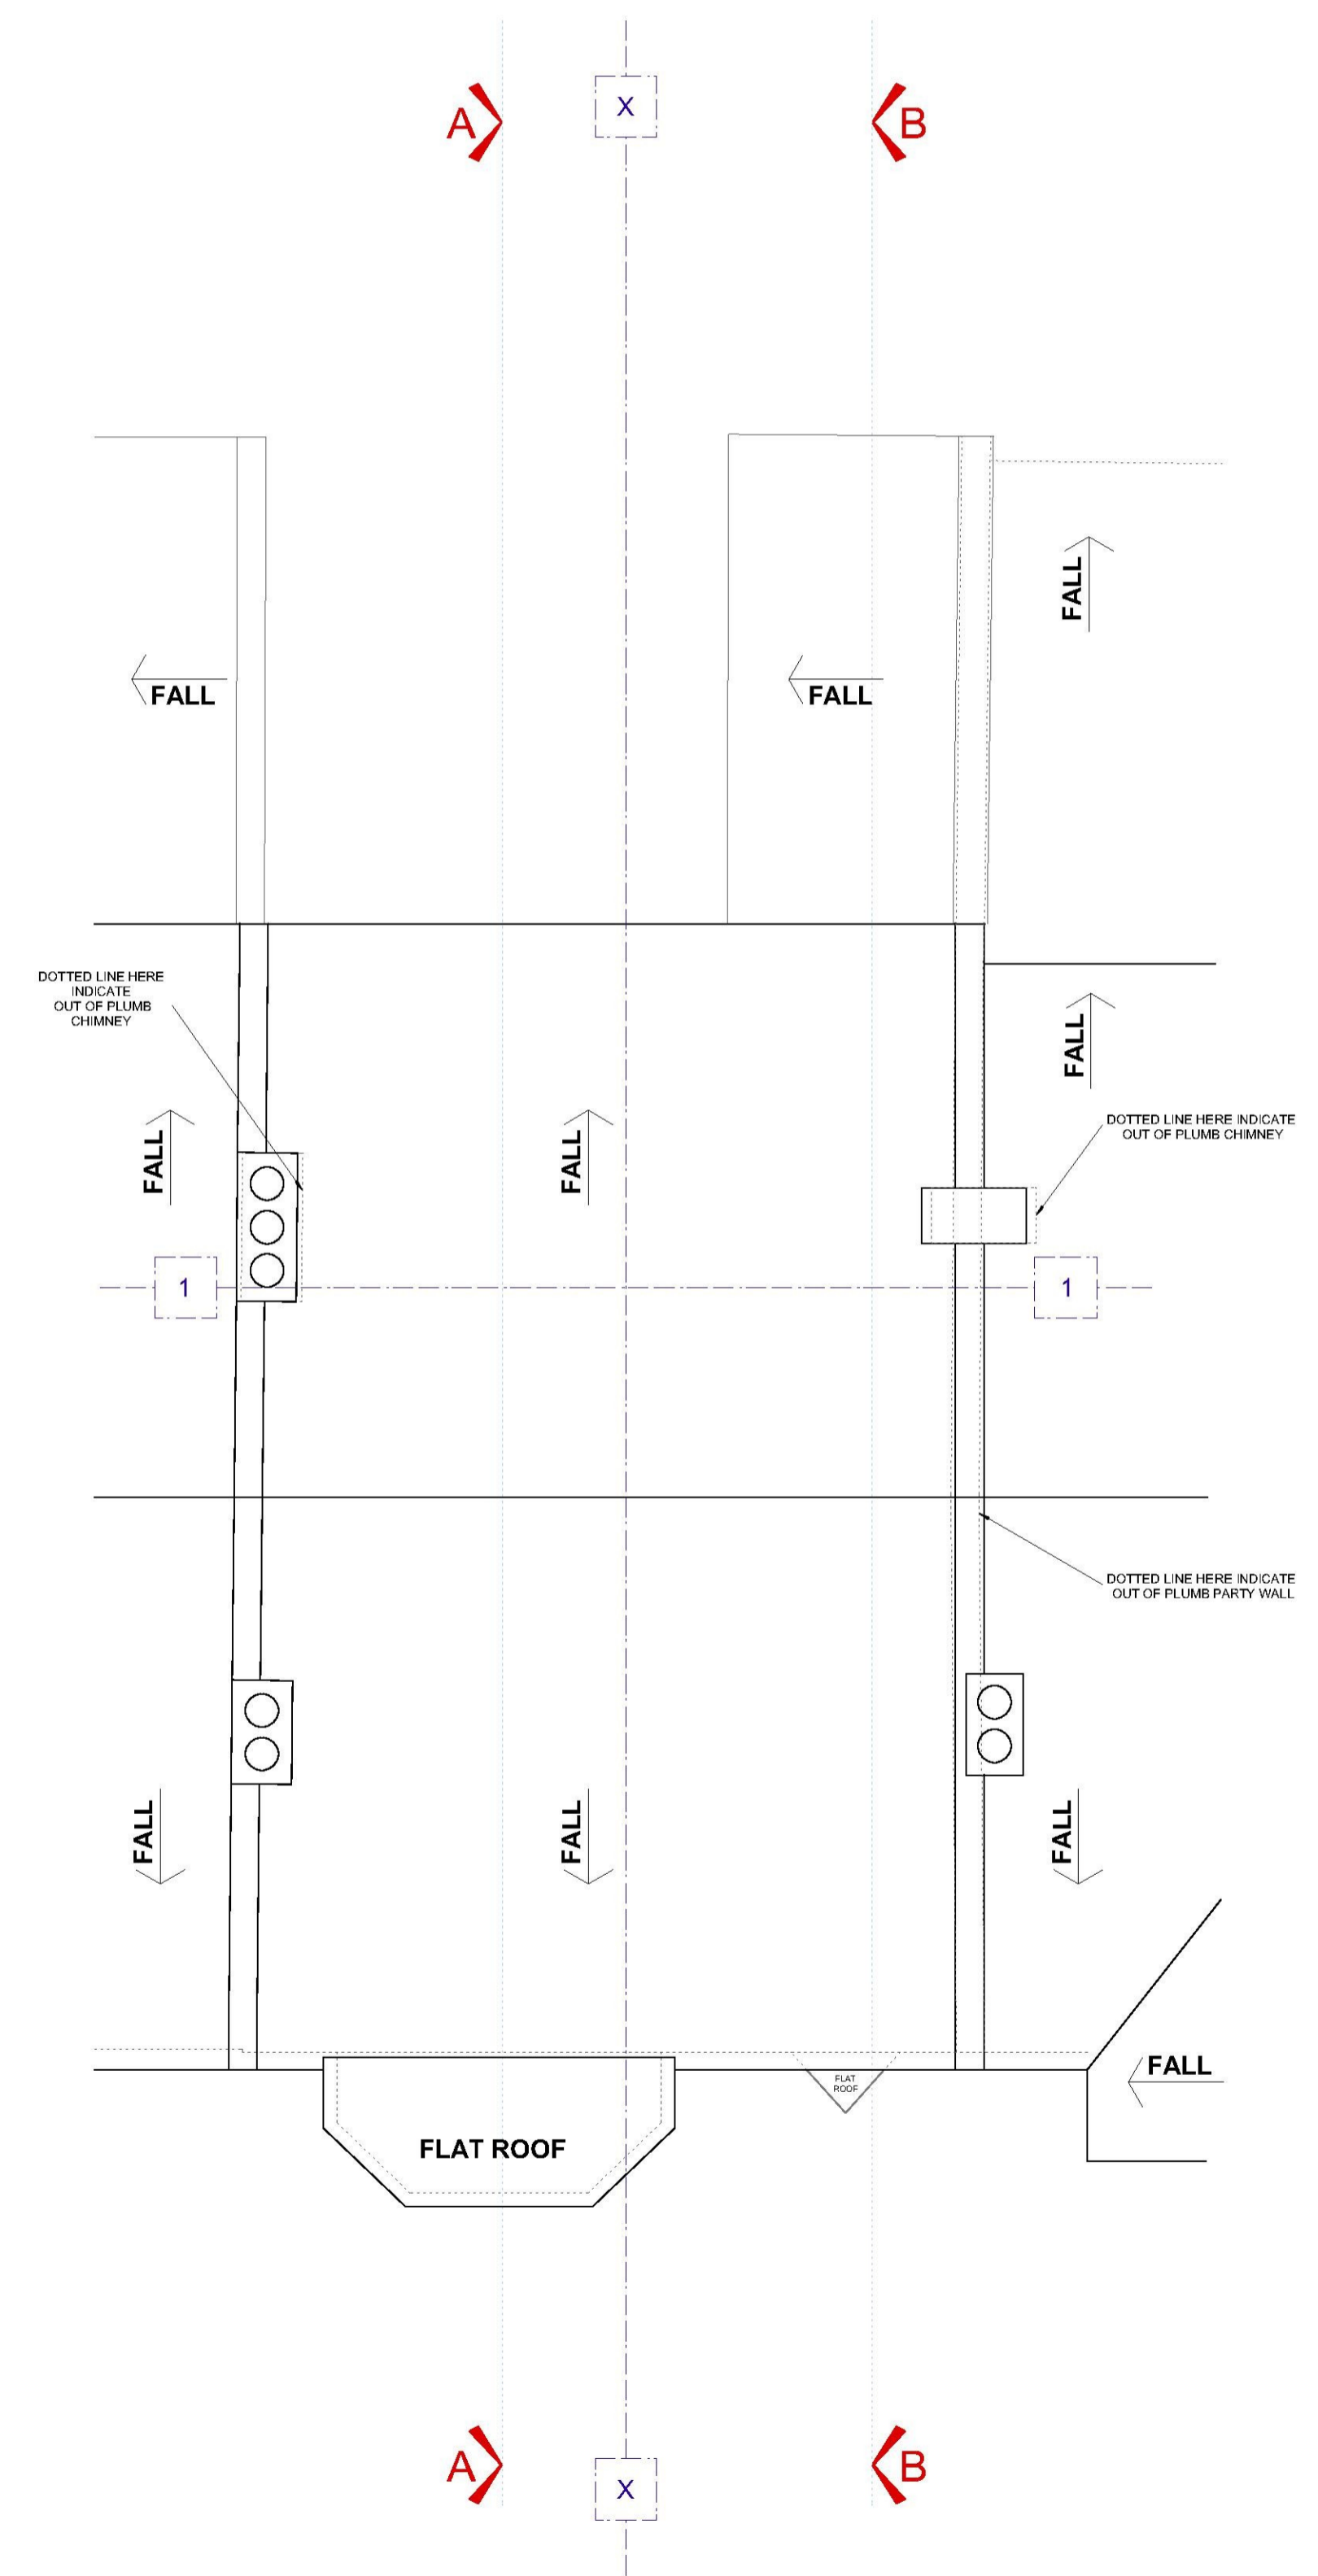 A
X
B
FALL
FALL
FALL
DOTTED LINE HERE
INDICATE
OUT OF PLUMB
CHIMNEY
FALL
DOTTED LINE HERE INDICATE
OUT OF PLUMB CHIMNEY
FALL
FALL
1
1
DOTTED LINE HERE INDICATE
OUT OF PLUMB PARTY WALL
FALL
FALL
FALL
FALL
FLAT
ROOF
FLAT ROOF
A
X
B